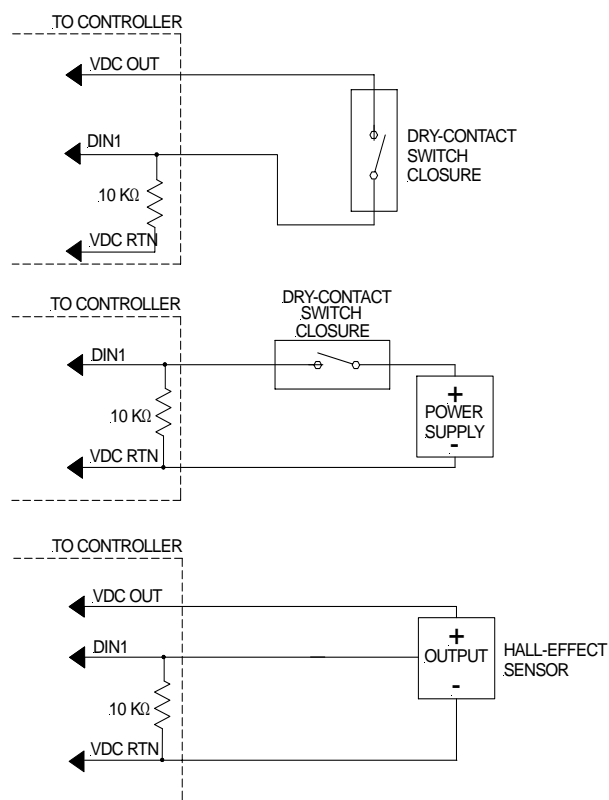 TO CONTROLLER
VDC OUT
DIN1
10 KΩ
VDC RTN
DRY-CONTACT
SWITCH
CLOSURE
TO CONTROLLER
DRY-CONTACT
SWITCH
CLOSURE
DIN1
10 KΩ
VDC RTN
+
POWER
SUPPLY
-
TO CONTROLLER
VDC OUT
DIN1
10 KΩ
VDC RTN
+
OUTPUT
-
HALL-EFFECT
SENSOR